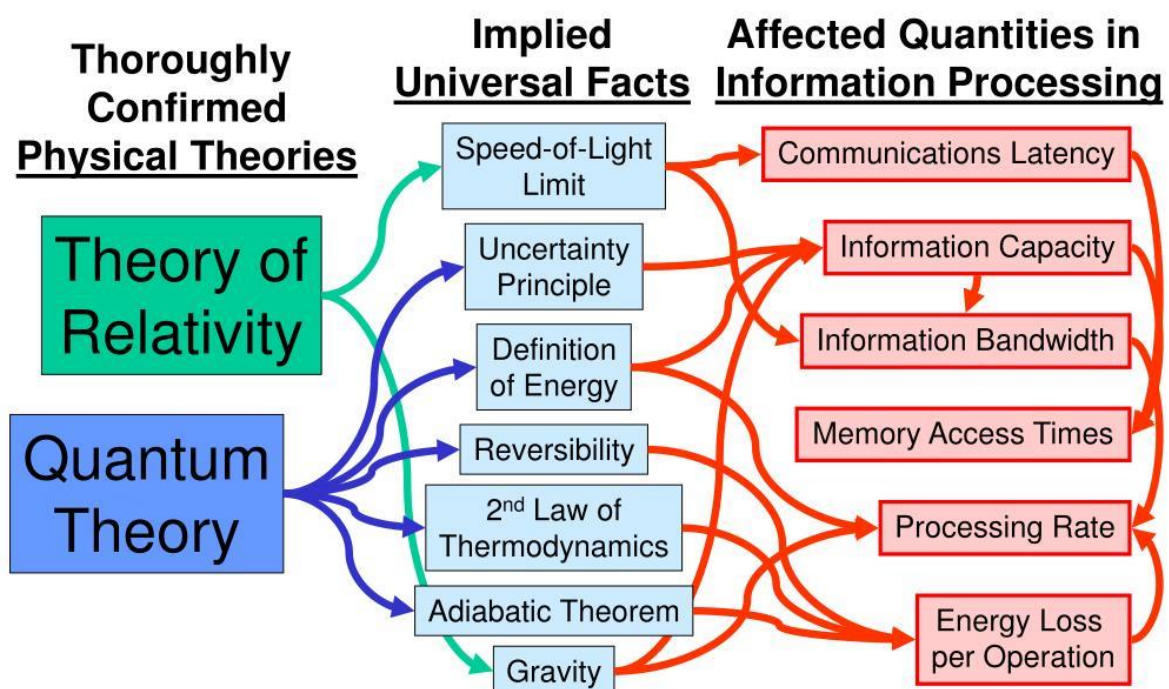 Thoroughly
Confirmed
Physical Theories
Implied
Universal Facts
Affected Quantities in
Information Processing
Theory of
Relativity
Quantum
Theory
Speed-of-Light
Limit
Uncertainty
Principle
Definition
of Energy
Reversibility
2nd Law of
Thermodynamics
Adiabatic Theorem
Gravity
Communications Latency
Information Capacity
Information Bandwidth
Memory Access Times
Processing Rate
Energy Loss
per Operation